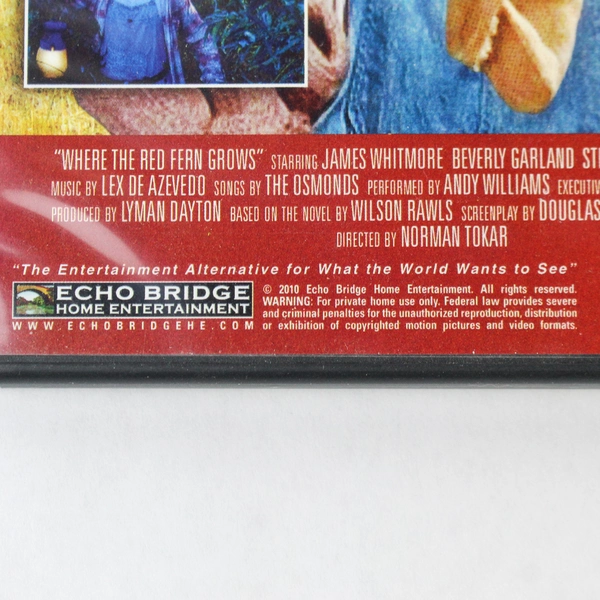 "WHERE THE RED FERN GROWS" STARRING JAMES WHITMORE BEVERLY GARLAND
MUSIC BY LEX DE AZEVEDO SONGS BY THE OSMONDS PERFORMED BY ANDY WILLIAMS
PRODUCED BY LYMAN DAYTON BASED ON THE NOVEL BY WILSON RAWLS SCREENPLAY BY DOUGLAS
DIRECTED BY NORMAN TOKAR
"The Entertainment Alternative for What the World Wants to See"
ECHO BRIDGE
HOME ENTERTAINMENT
WWW.ECHOBRIDGEHE.COM
© 2010 Echo Bridge Home Entertainment. All rights reserved.
WARNING: For private home use only. Federal law provides severe
and criminal penalties for the unauthorized reproduction, distribution
or exhibition of copyrighted motion pictures and video formats.